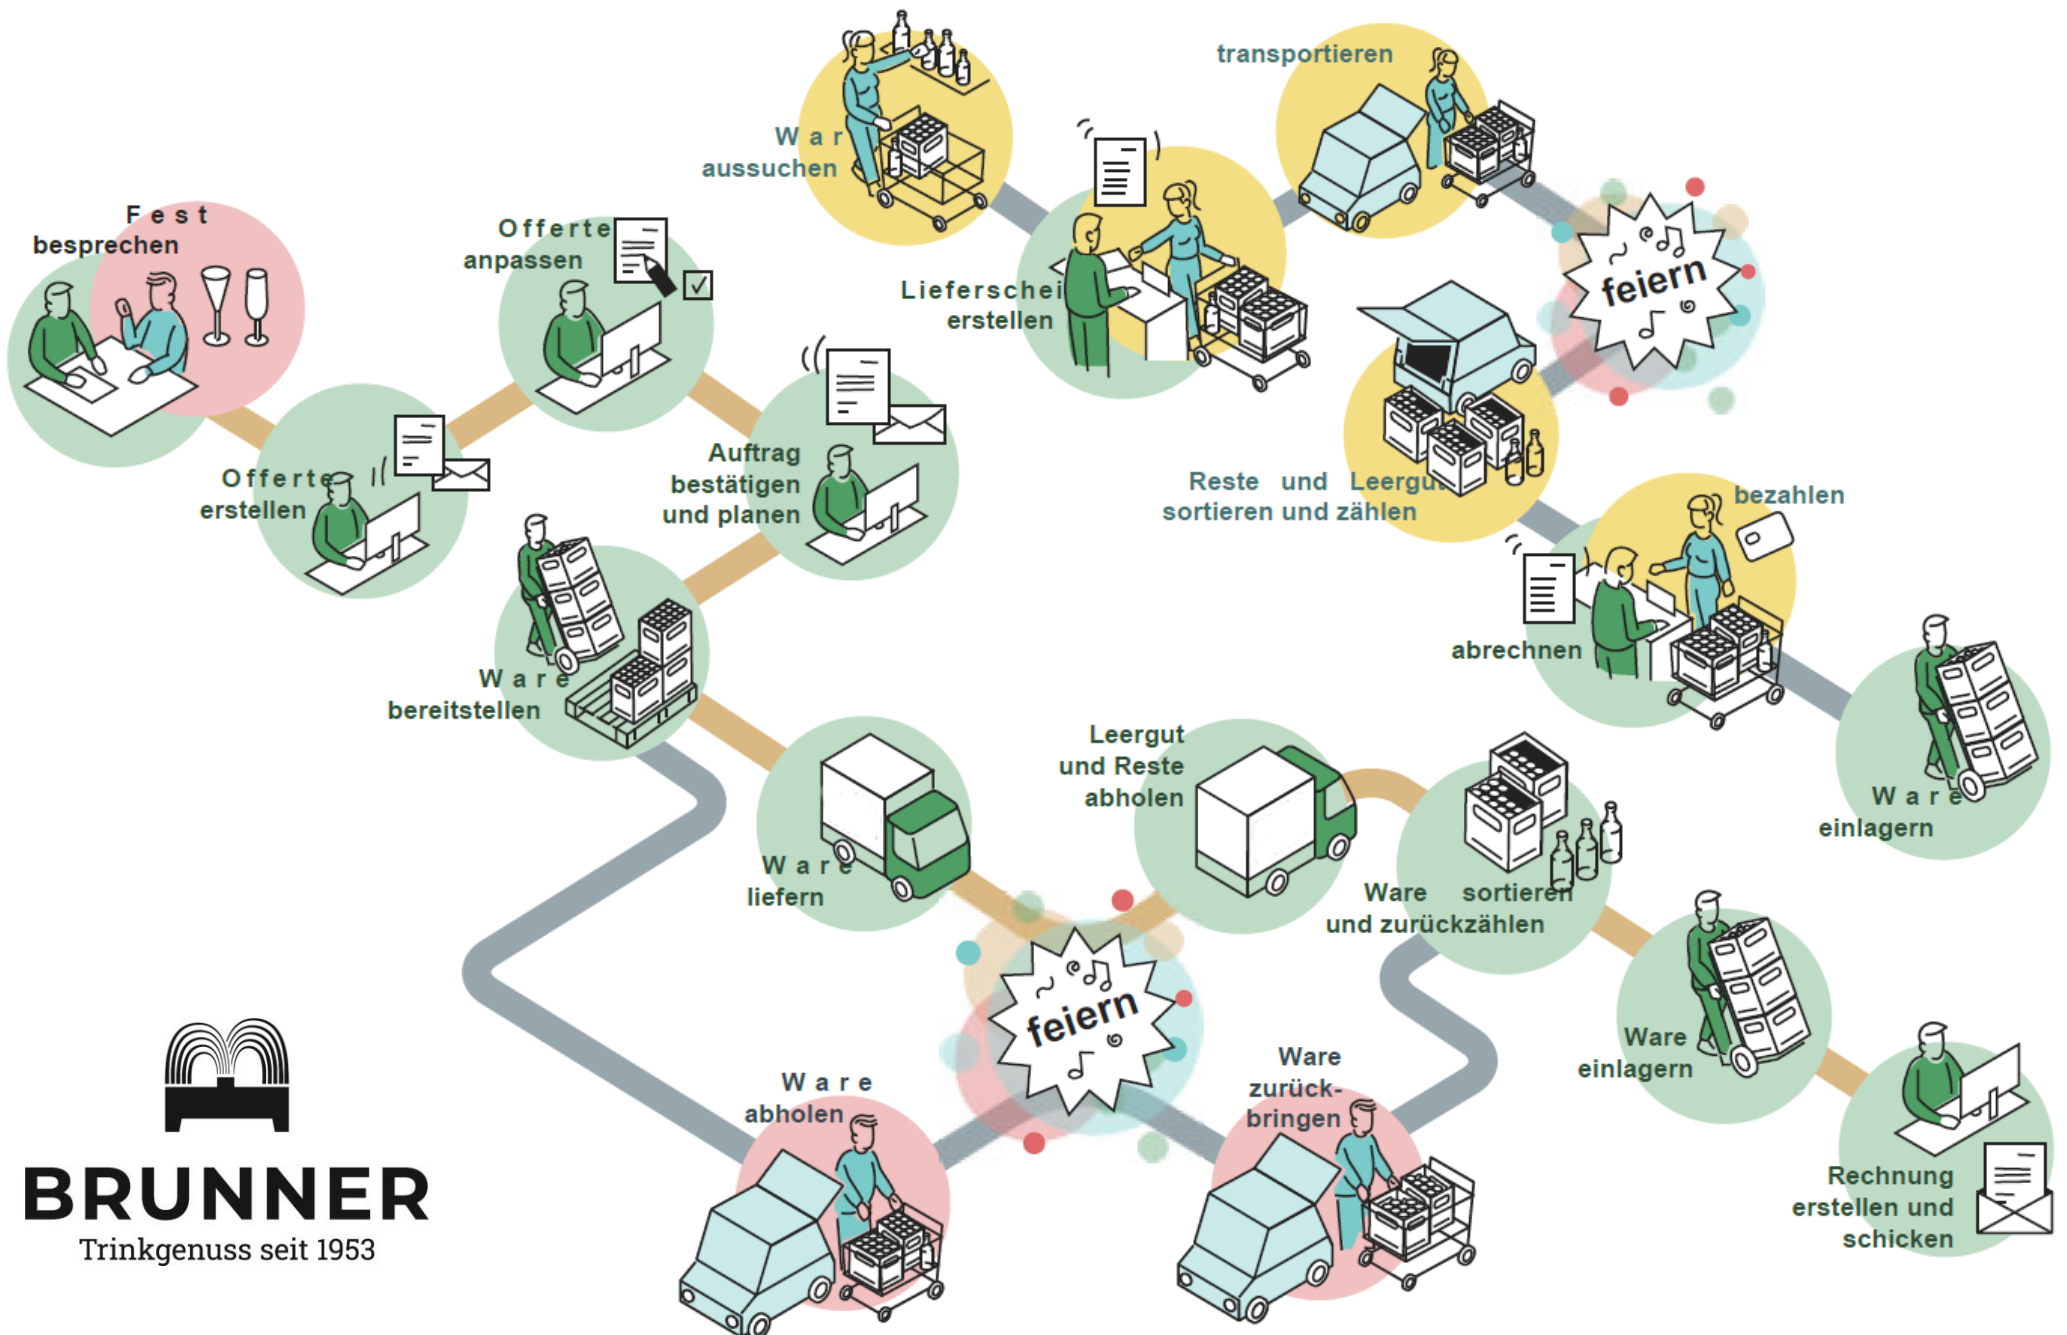 Fest
besprechen
Offerte
erstellen
Offerte
anpassen
Auftrag
bestätigen
und planen
Ware
bereitstellen
Ware
liefern
feiern
Leergut
und Reste
abholen
Ware sortieren
und zurückzählen
Ware
einlagern
Rechnung
erstellen und
schicken
Ware
abholen
Ware
zurück-
bringen
War
aussuchen
Lieferschei
erstellen
transportieren
feiern
Reste und Leergut
sortieren und zählen
bezahlen
abrechnen
Ware
einlagern
BRUNNER
Trinkgenuss seit 1953